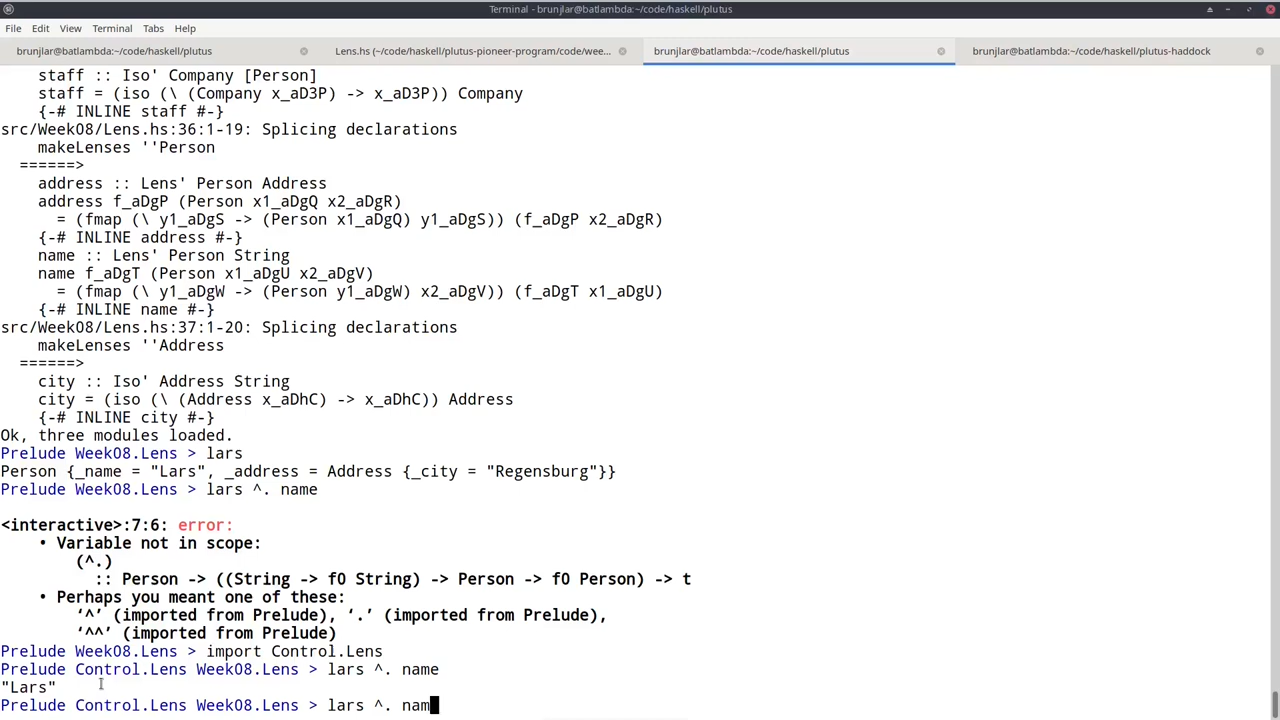 Terminal - brunjlar@batlambda:~/code/haskell/plutus
File Edit View Terminal Tabs Help
brunjlar@batlambda:~/code/haskell/plutus Lens.hs (~/code/haskell/plutus-pioneer-program/code/wee... brunjlar@batlambda:~/code/haskell/plutus brunjlar@batlambda:~/code/haskell/plutus-haddock
staff :: Iso' Company [Person]
staff = (iso (\ (Company x_aD3P) -> x_aD3P)) Company
{-# INLINE staff #-}
src/Week08/Lens.hs:36:1-19: Splicing declarations
makeLenses ''Person
======>
address :: Lens' Person Address
address f_aDgP (Person x1_aDgQ x2_aDgR)
= (fmap (\ y1_aDgS -> (Person x1_aDgQ) y1_aDgS)) (f_aDgP x2_aDgR)
{-# INLINE address #-}
name :: Lens' Person String
name f_aDgT (Person x1_aDgU x2_aDgV)
= (fmap (\ y1_aDgW -> (Person y1_aDgW) x2_aDgV)) (f_aDgT x1_aDgU)
{-# INLINE name #-}
src/Week08/Lens.hs:37:1-20: Splicing declarations
makeLenses ''Address
======>
city :: Iso' Address String
city = (iso (\ (Address x_aDhC) -> x_aDhC)) Address
{-# INLINE city #-}
Ok, three modules loaded.
Prelude Week08.Lens > lars
Person {_name = "Lars", _address = Address {_city = "Regensburg"}}
Prelude Week08.Lens > lars ^. name
<interactive>:7:6: error:
• Variable not in scope:
(^.)
:: Person -> ((String -> f0 String) -> Person -> f0 Person) -> t
• Perhaps you meant one of these:
‘^’ (imported from Prelude), ‘.’ (imported from Prelude),
‘^^’ (imported from Prelude)
Prelude Week08.Lens > import Control.Lens
Prelude Control.Lens Week08.Lens > lars ^. name
"Lars"
Prelude Control.Lens Week08.Lens > lars ^. nam